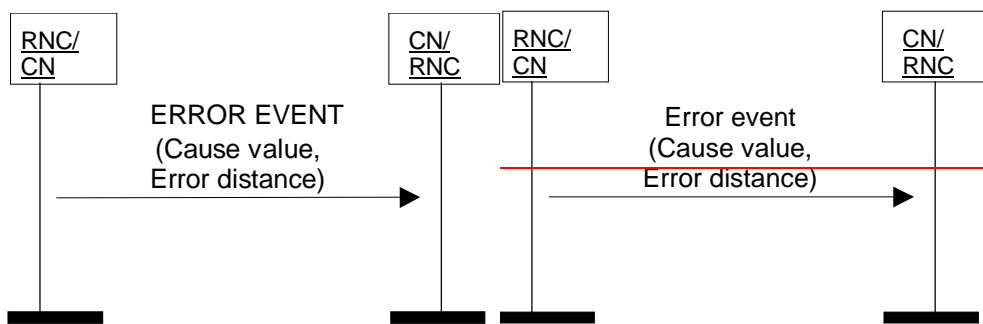 RNC/
CN
CN/
RNC
ERROR EVENT
(Cause value,
Error distance)
RNC/
CN
CN/
RNC
Error event
(Cause value,
Error distance)